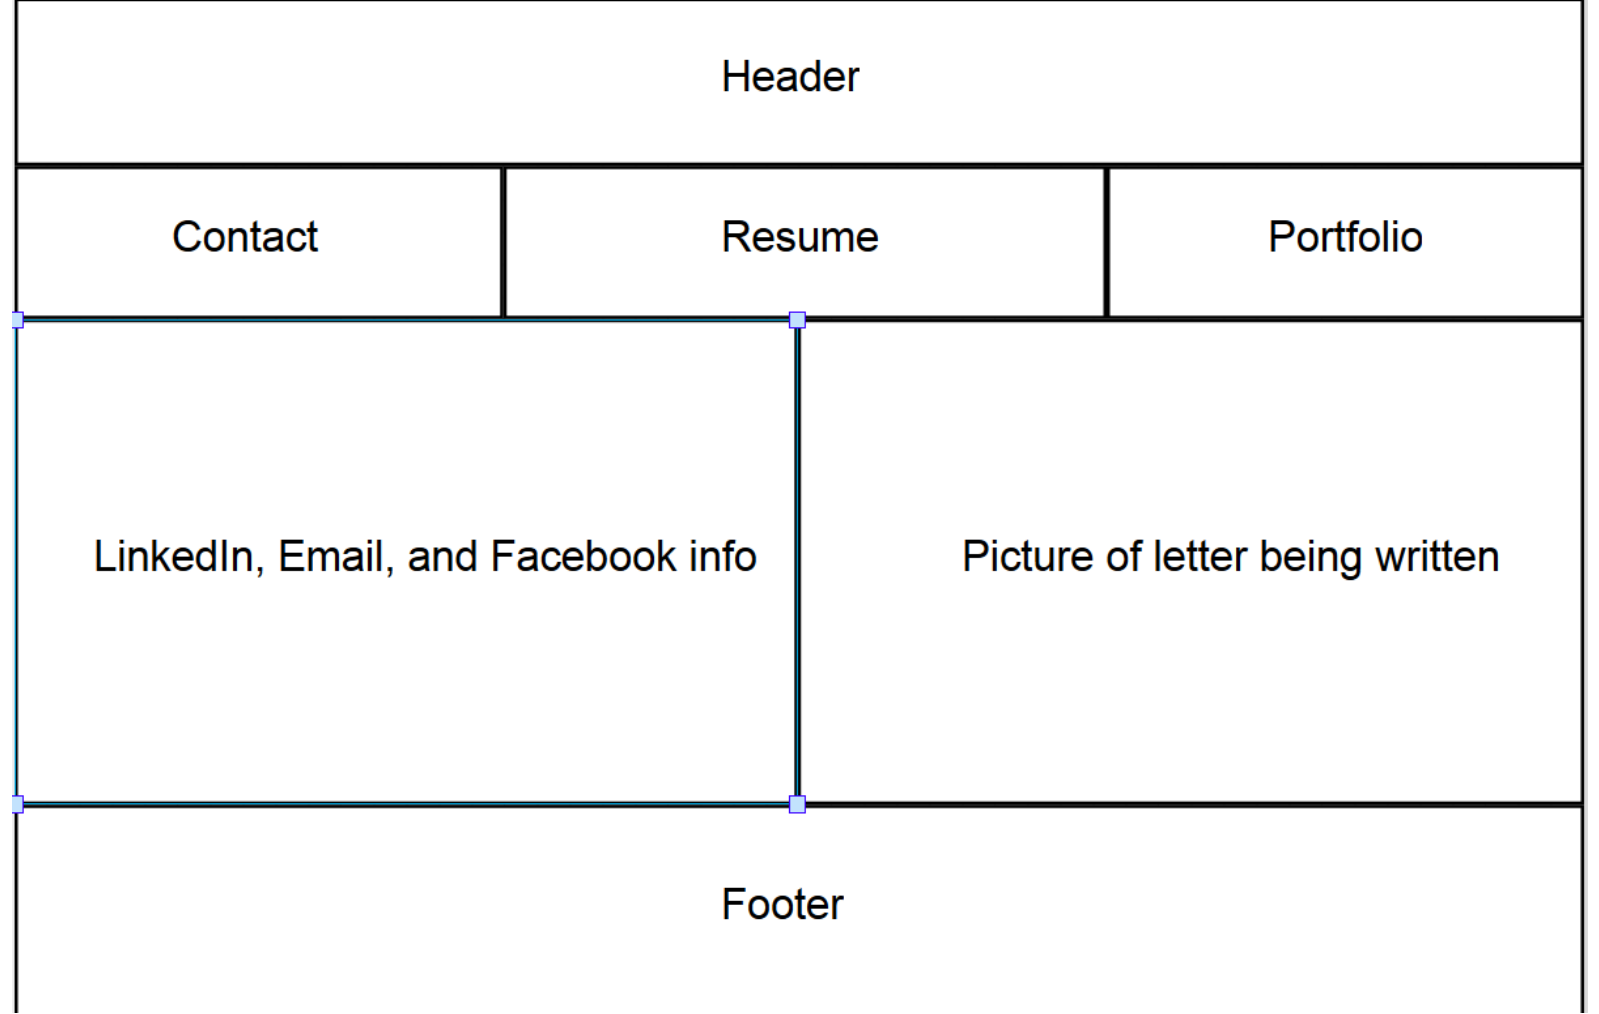 Header
Contact
Resume
Portfolio
LinkedIn, Email, and Facebook info
Picture of letter being written
Footer